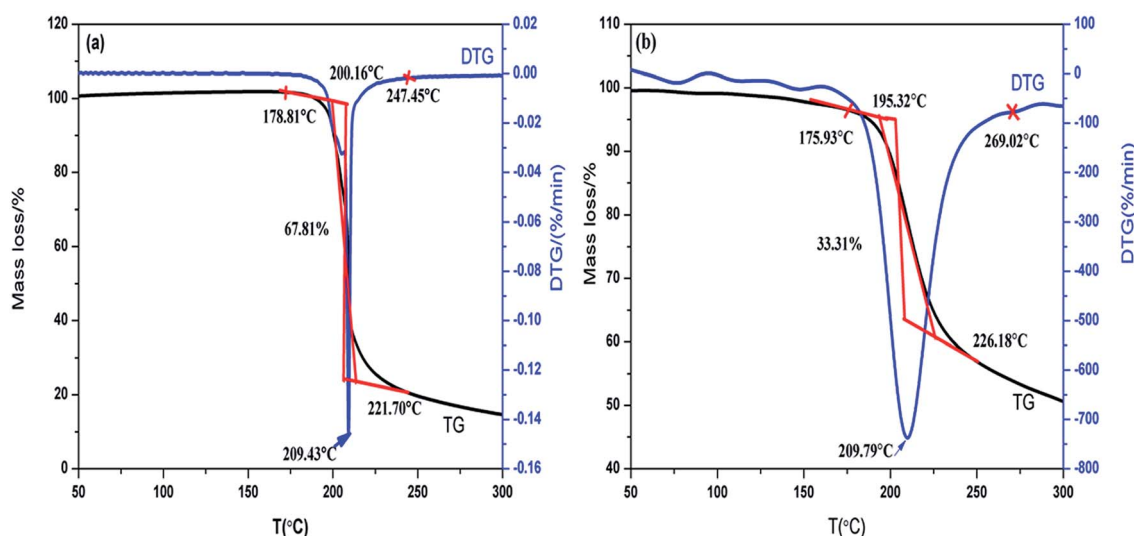 (a)
DTG
200.16°C
247.45°C
178.81°C
67.81%
221.70°C
TG
209.43°C
Mass loss/%
120
100
80
60
40
20
0
0.02
0.00
-0.02
-0.04
-0.06
-0.08
-0.10
-0.12
-0.14
-0.16
DTG/(%/min)
50
100
150
200
250
300
T(°C)
(b)
DTG
195.32°C
175.93°C
269.02°C
33.31%
226.18°C
TG
209.79°C
Mass loss/%
110
100
90
80
70
60
50
40
100
0
-100
-200
-300
-400
-500
-600
-700
-800
DTG(%/min)
50
100
150
200
250
300
T(°C)